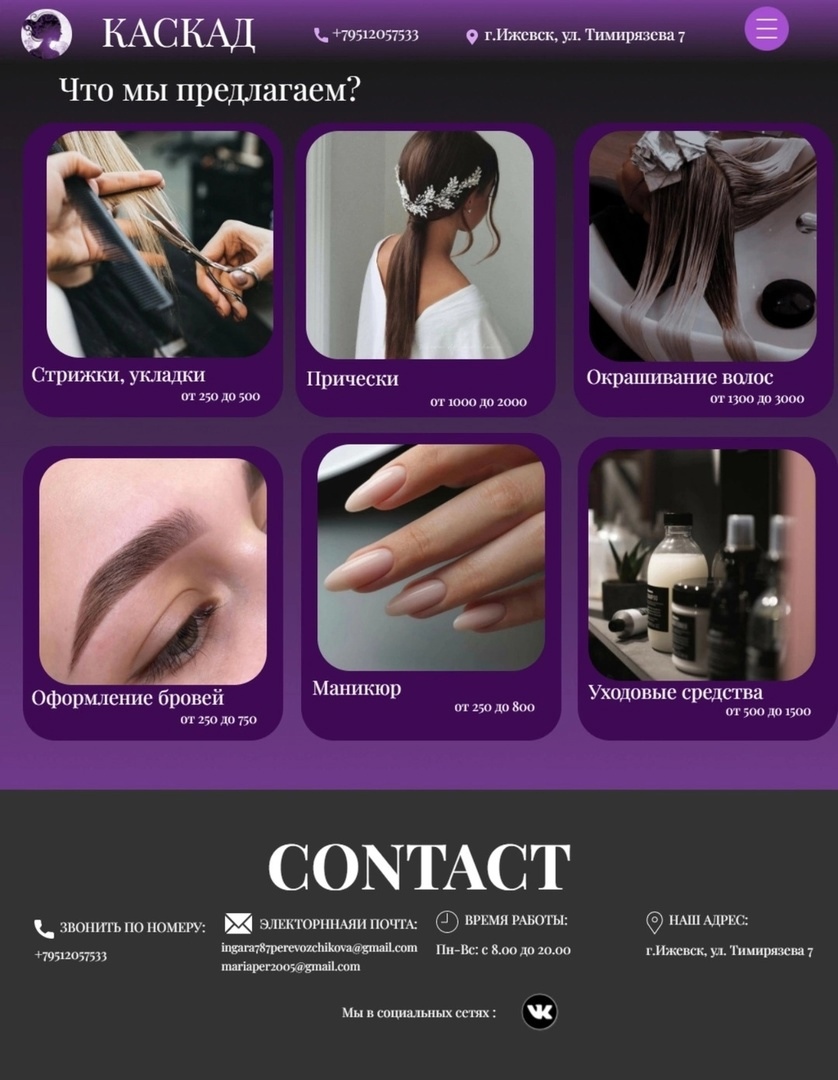 КАСКАД
+79512057533
г.Ижевск, ул. Тимирязева 7
Что мы предлагаем?
Стрижки, укладки
от 250 до 500
Прически
от 1000 до 2000
Окрашивание волос
от 1300 до 3000
Оформление бровей
от 250 до 750
Маникюр
от 250 до 800
Уходовые средства
от 500 до 1500
CONTACT
ЗВОНИТЬ ПО НОМЕРУ:
+79512057533
ЭЛЕКТОРННАЯИ ПОЧТА:
ingara787perevozchikova@gmail.com
mariaper2005@gmail.com
ВРЕМЯ РАБОТЫ:
Пн-Вс: с 8.00 до 20.00
НАШ АДРЕС:
г.Ижевск, ул. Тимирязева 7
Мы в социальных сетях :